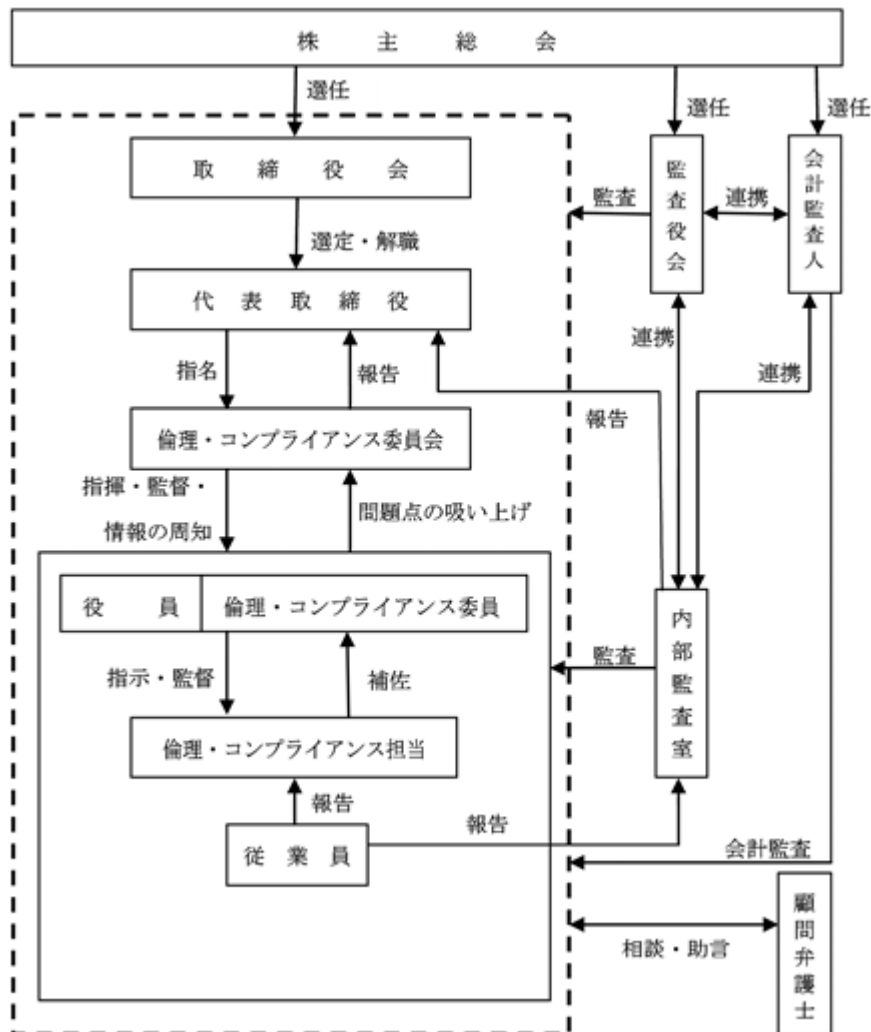 株主総会
選任
選任
選任
取締役会
監査役会
会計監査人
監査
連携
選定・解職
代表取締役
連携
連携
指名
報告
報告
倫理・コンプライアンス委員会
指揮・監督・
情報の周知
問題点の吸い上げ
役員
倫理・コンプライアンス委員
内部監査室
監査
指示・監督
補佐
倫理・コンプライアンス担当
報告
報告
従業員
会計監査
相談・助言
顧問弁護士